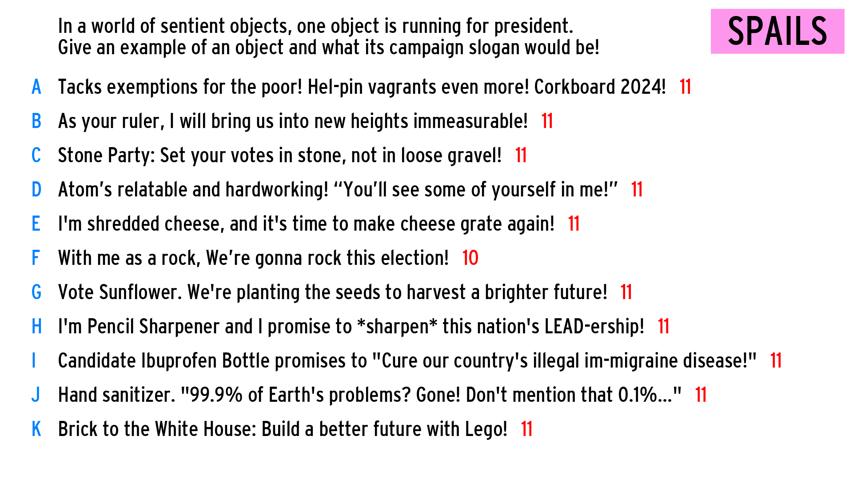 In a world of sentient objects, one object is running for president.
Give an example of an object and what its campaign slogan would be!
SPAILS
A Tacks exemptions for the poor! Hel-pin vagrants even more! Corkboard 2024! 11
B As your ruler, I will bring us into new heights immeasurable! 11
C Stone Party: Set your votes in stone, not in loose gravel! 11
D Atom’s relatable and hardworking! “You’ll see some of yourself in me!” 11
E I'm shredded cheese, and it's time to make cheese grate again! 11
F With me as a rock, We’re gonna rock this election! 10
G Vote Sunflower. We're planting the seeds to harvest a brighter future! 11
H I'm Pencil Sharpener and I promise to *sharpen* this nation's LEAD-ership! 11
I Candidate Ibuprofen Bottle promises to "Cure our country's illegal im-migraine disease!" 11
J Hand sanitizer. "99.9% of Earth's problems? Gone! Don't mention that 0.1%..." 11
K Brick to the White House: Build a better future with Lego! 11